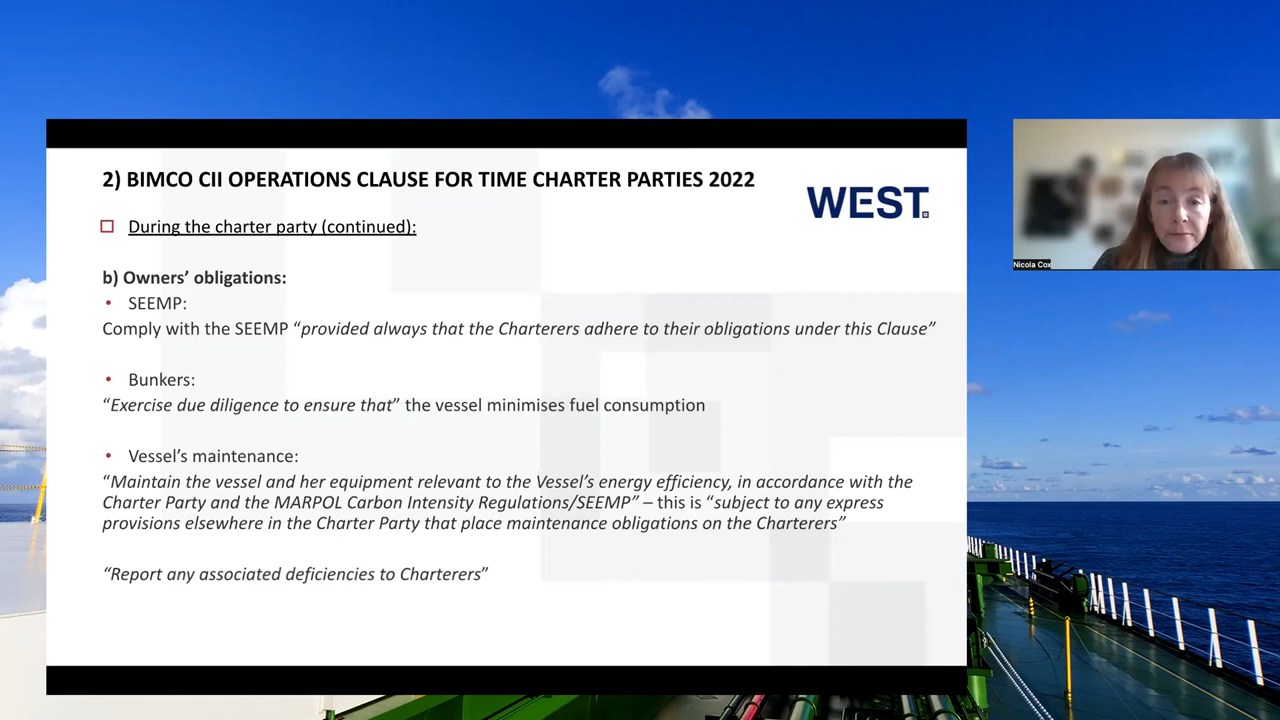 2) BIMCO CII OPERATIONS CLAUSE FOR TIME CHARTER PARTIES 2022
WEST.
During the charter party (continued):
b) Owners’ obligations:
• SEEMP:
Comply with the SEEMP “provided always that the Charterers adhere to their obligations under this Clause”
• Bunkers:
“Exercise due diligence to ensure that” the vessel minimises fuel consumption
• Vessel’s maintenance:
“Maintain the vessel and her equipment relevant to the Vessel’s energy efficiency, in accordance with the
Charter Party and the MARPOL Carbon Intensity Regulations/SEEMP” – this is “subject to any express
provisions elsewhere in the Charter Party that place maintenance obligations on the Charterers”
“Report any associated deficiencies to Charterers”
Nicola Cox